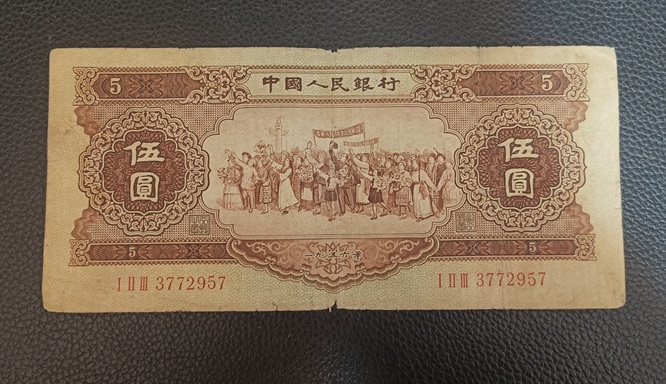 5 中國人民銀行 5
伍圓 伍圓
5 一九五六年 5
I II III 3772957 I II III 3772957